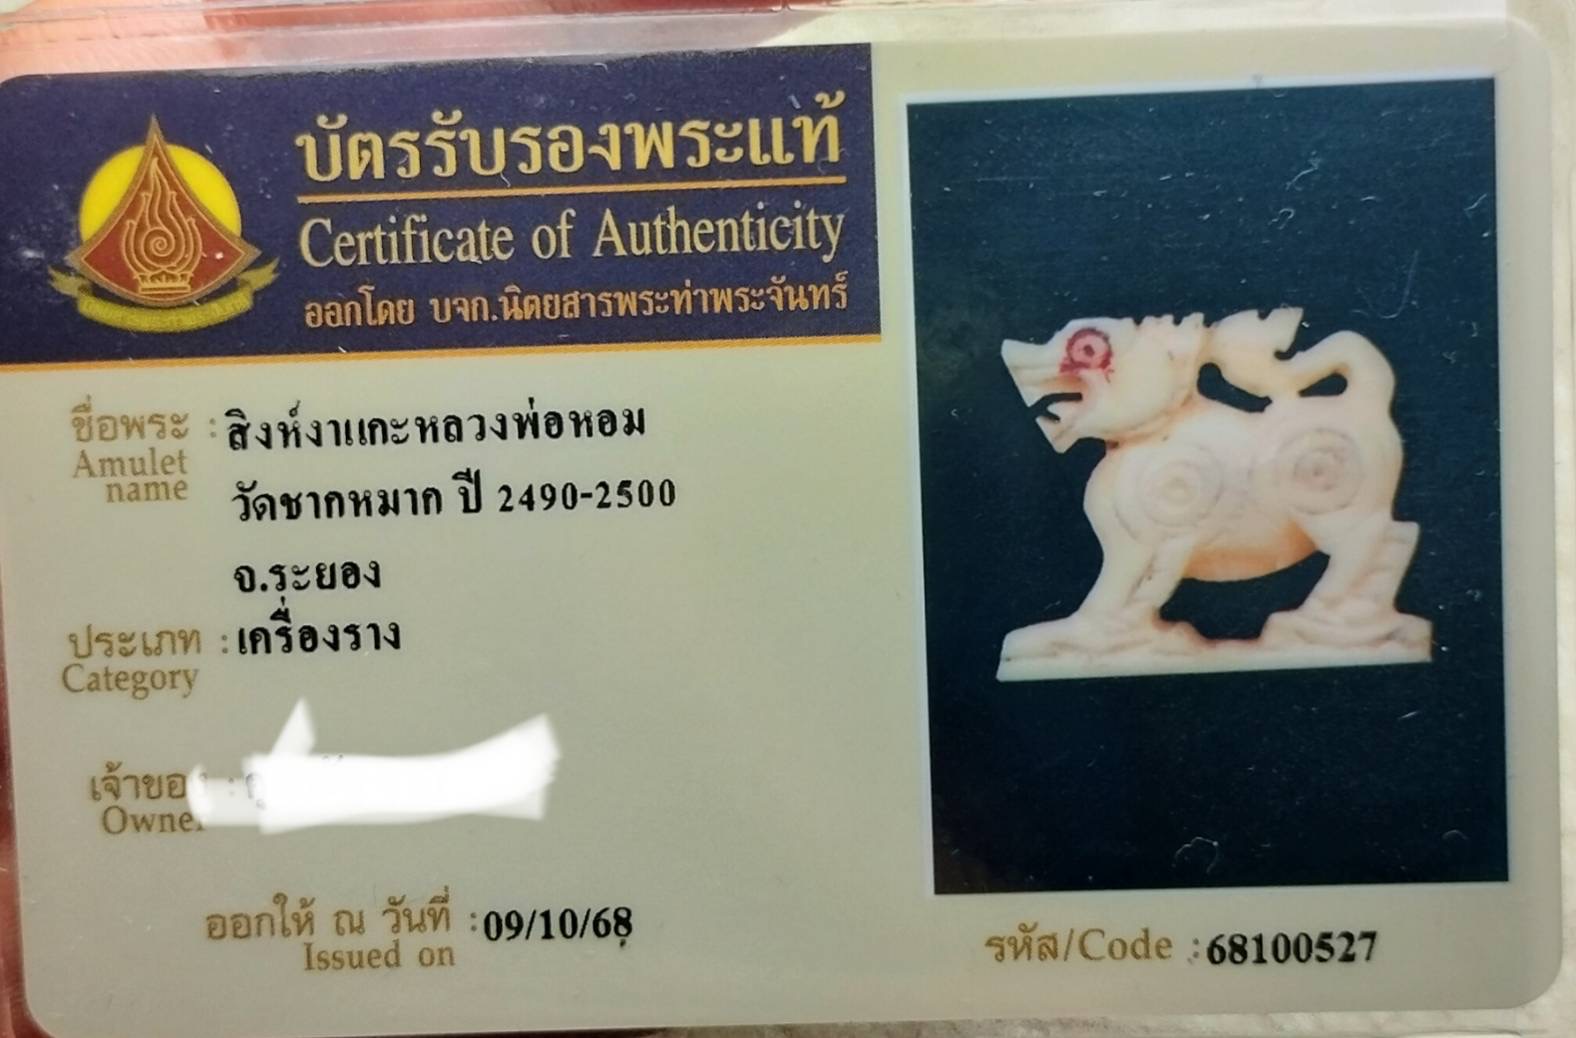 บัตรรับรองพระแท้
Certificate of Authenticity
ออกโดย บจก.นิตยสารพระท่าพระจันทร์
ชื่อพระ : สิงห์งาแกะหลวงพ่อหอม
Amulet
name
วัดชากหมาก ปี 2490-2500
จ.ระยอง
ประเภท : เครื่องราง
Category
เจ้าของ :
Owner
ออกให้ ณ วันที่ : 09/10/68
Issued on
รหัส/Code : 68100527